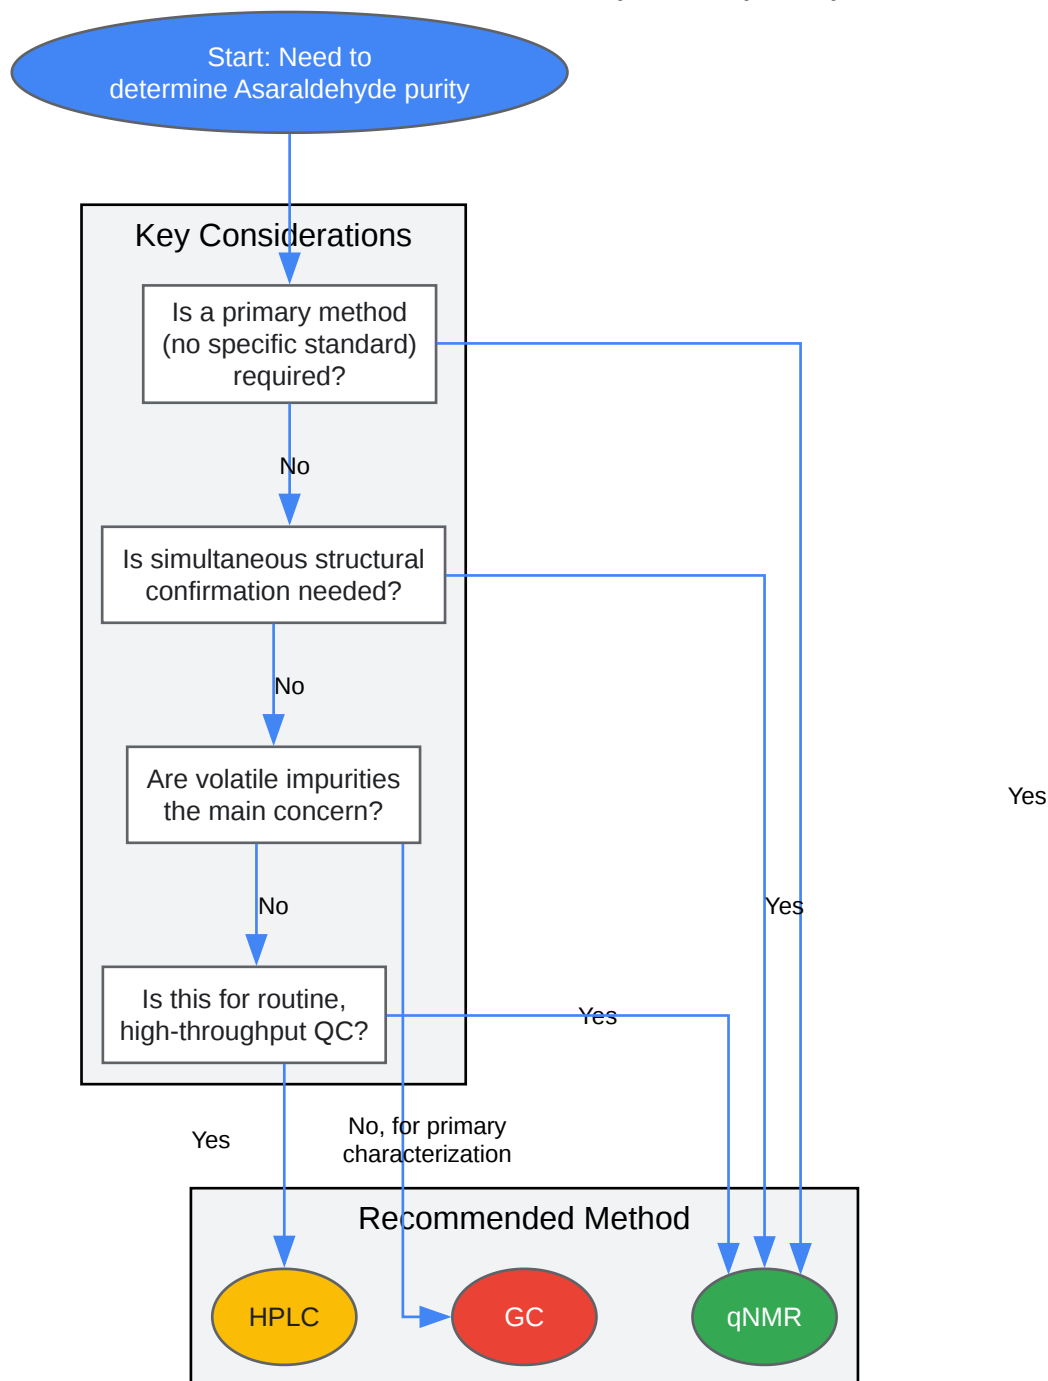 Start: Need to
determine Asaraldehyde purity
Key Considerations
Is a primary method
(no specific standard)
required?
No
Is simultaneous structural
confirmation needed?
No
Are volatile impurities
the main concern?
Yes
No
Yes
Is this for routine,
high-throughput QC?
Yes
Yes
No, for primary
characterization
Recommended Method
HPLC
GC
qNMR